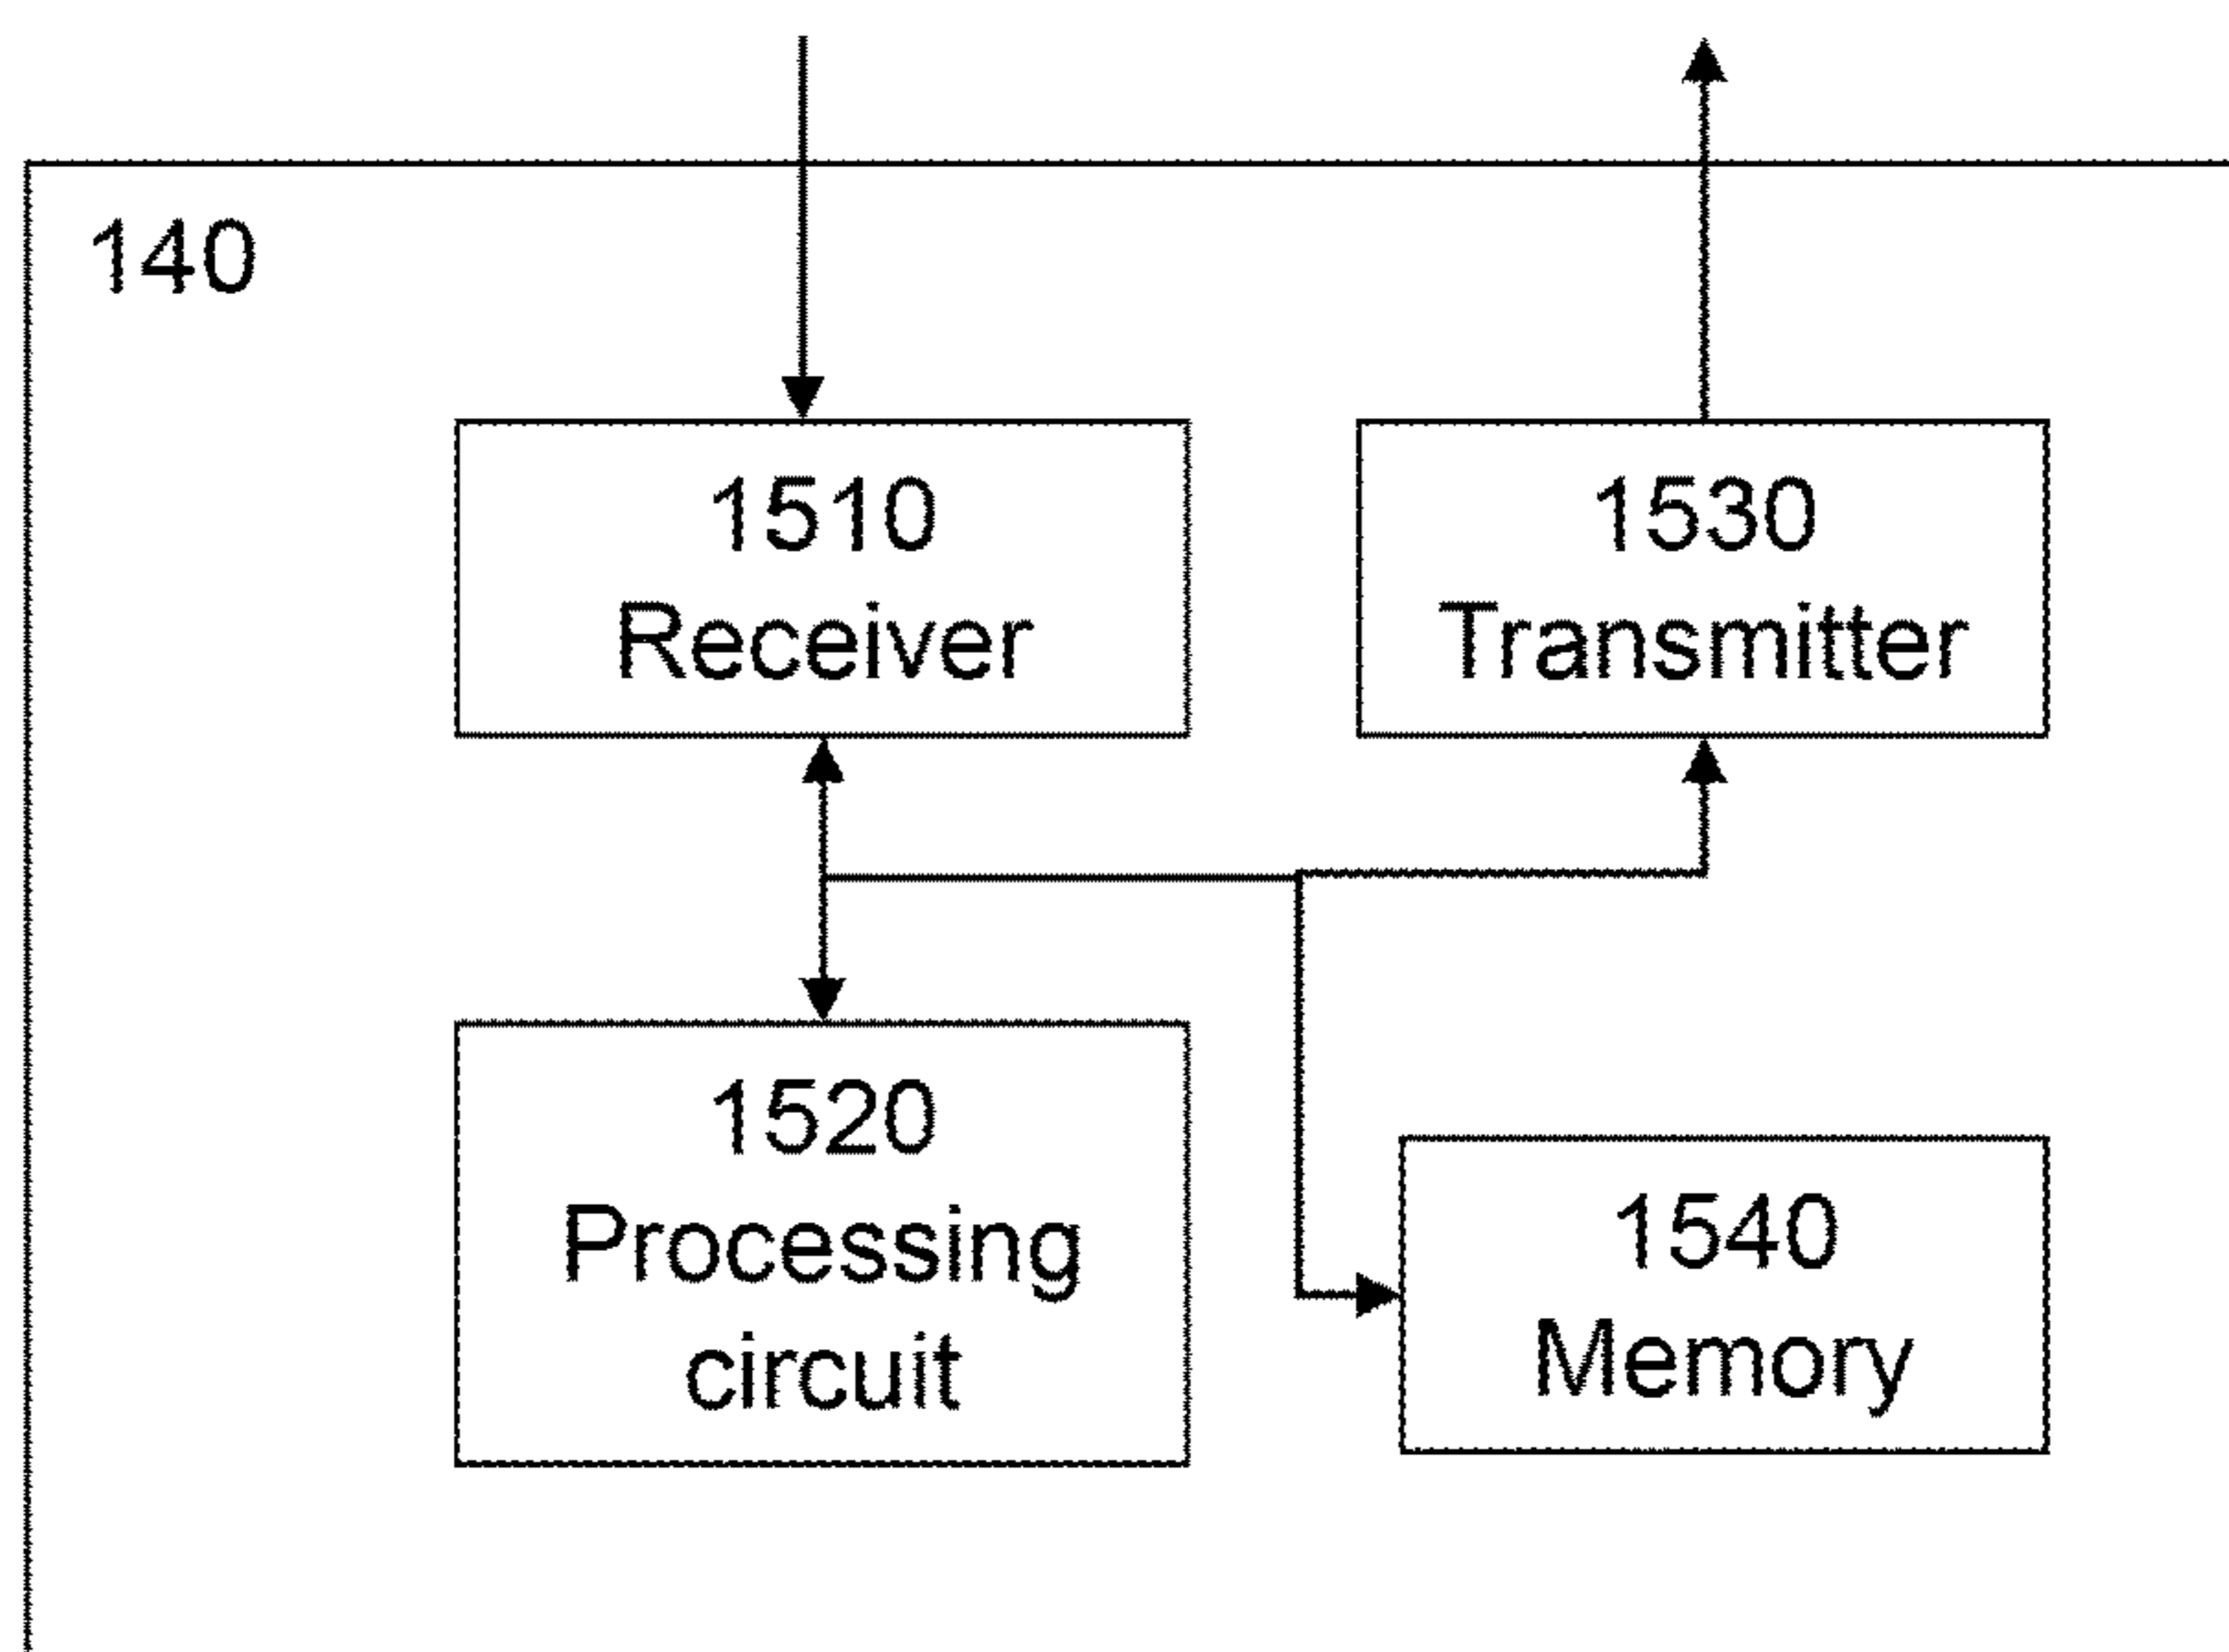 140
1510
Receiver
1530
Transmitter
1520
Processing
circuit
1540
Memory